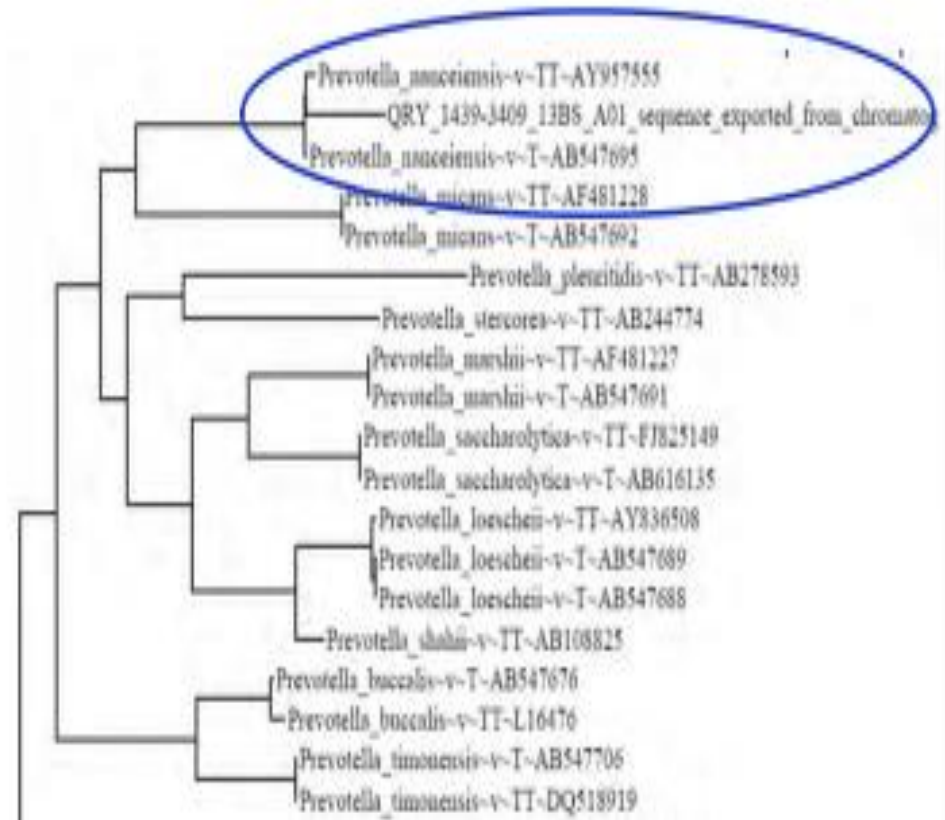 Prevotella_nanceiensis~v~TT~AY957555
QRY_1439-3409_13BS_A01_sequence_exported_from_chromatog
Prevotella_nanceiensis~v~T~AB547695
Prevotella_micans~v~TT~AF481228
Prevotella_micans~v~T~AB547692
Prevotella_pleuritidis~v~TT~AB278593
Prevotella_stercorea~v~TT~AB244774
Prevotella_marshii~v~TT~AF481227
Prevotella_marshii~v~T~AB547691
Prevotella_saccharolytica~v~TT~FJ825149
Prevotella_saccharolytica~v~T~AB616135
Prevotella_loescheii~v~TT~AY836508
Prevotella_loescheii~v~T~AB547689
Prevotella_loescheii~v~T~AB547688
Prevotella_shahii~v~TT~AB108825
Prevotella_buccalis~v~T~AB547676
Prevotella_buccalis~v~TT~L16476
Prevotella_timonensis~v~T~AB547706
Prevotella_timonensis~v~TT~DQ518919